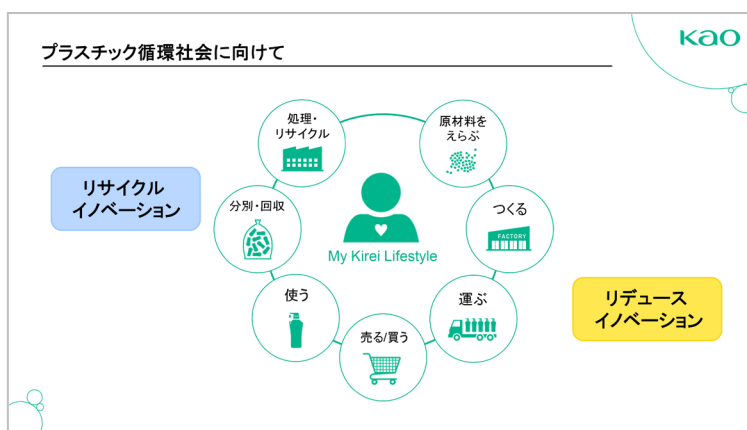 プラスチック循環社会に向けて
Kao
処理・
リサイクル
原材料を
えらぶ
リサイクル
イノベーション
分別・回収
つくる
FACTORY
My Kirei Lifestyle
使う
運ぶ
リデュース
イノベーション
売る/買う